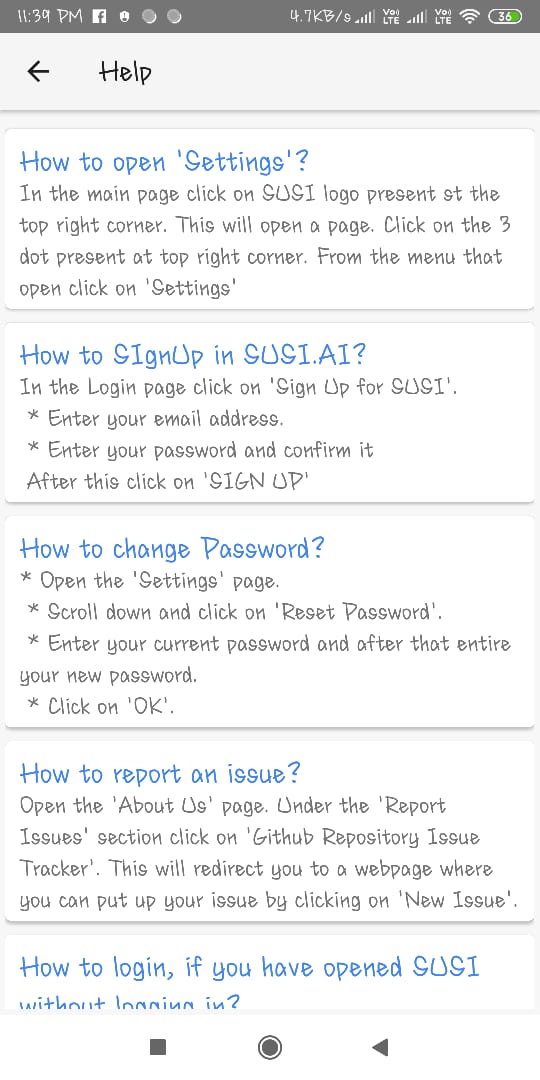 11:39 PM 4.7KB/s Vo) LTE Vo) LTE 36
Help
How to open 'Settings'?
In the main page click on SUSI logo present st the
top right corner. This will open a page. Click on the 3
dot present at top right corner. From the menu that
open click on 'Settings'
How to SIgnUp in SUSI.AI?
In the Login page click on 'Sign Up for SUSI'.
* Enter your email address.
* Enter your password and confirm it
After this click on 'SIGN UP'
How to change Password?
* Open the 'Settings' page.
* Scroll down and click on 'Reset Password'.
* Enter your current password and after that entire
your new password.
* Click on 'OK'.
How to report an issue?
Open the 'About Us' page. Under the 'Report
Issues' section click on 'Github Repository Issue
Tracker'. This will redirect you to a webpage where
you can put up your issue by clicking on 'New Issue'.
How to login, if you have opened SUSI
without logging in?